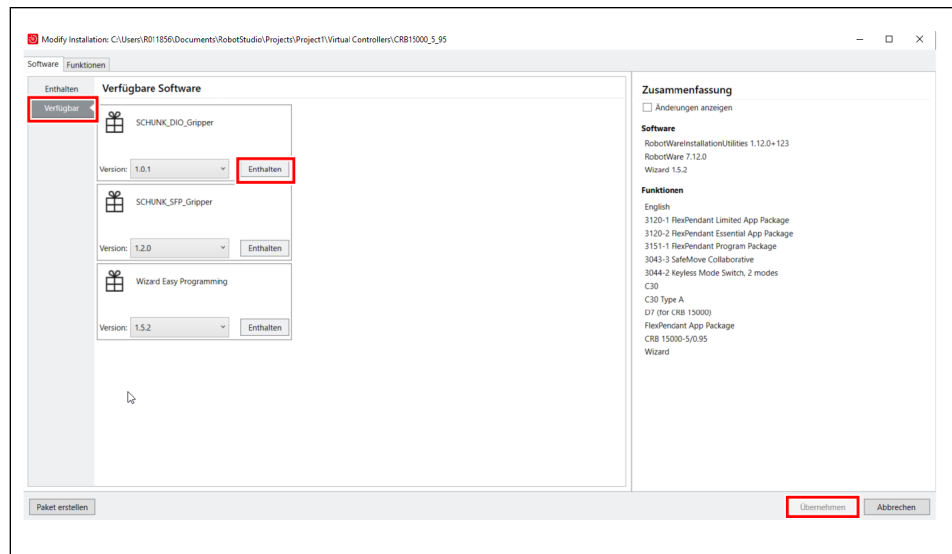 Modify Installation: C:\Users\R011856\Documents\RobotStudio\Projects\Project1\Virtual Controllers\CRB15000_5_95
Software Funktionen
Enthalten
Verfügbar
Verfügbare Software
SCHUNK_DIO_Gripper
Version: 1.0.1 Enthalten
SCHUNK_SFP_Gripper
Version: 1.2.0 Enthalten
Wizard Easy Programming
Version: 1.5.2 Enthalten
Zusammenfassung
Änderungen anzeigen
Software
RobotWareInstallationUtilities 1.12.0+123
RobotWare 7.12.0
Wizard 1.5.2
Funktionen
English
3120-1 FlexPendant Limited App Package
3120-2 FlexPendant Essential App Package
3151-1 FlexPendant Program Package
3043-3 SafeMove Collaborative
3044-2 Keyless Mode Switch, 2 modes
C30
C30 Type A
D7 (for CRB 15000)
FlexPendant App Package
CRB 15000-5/0.95
Wizard
Paket erstellen
Übernehmen Abbrechen